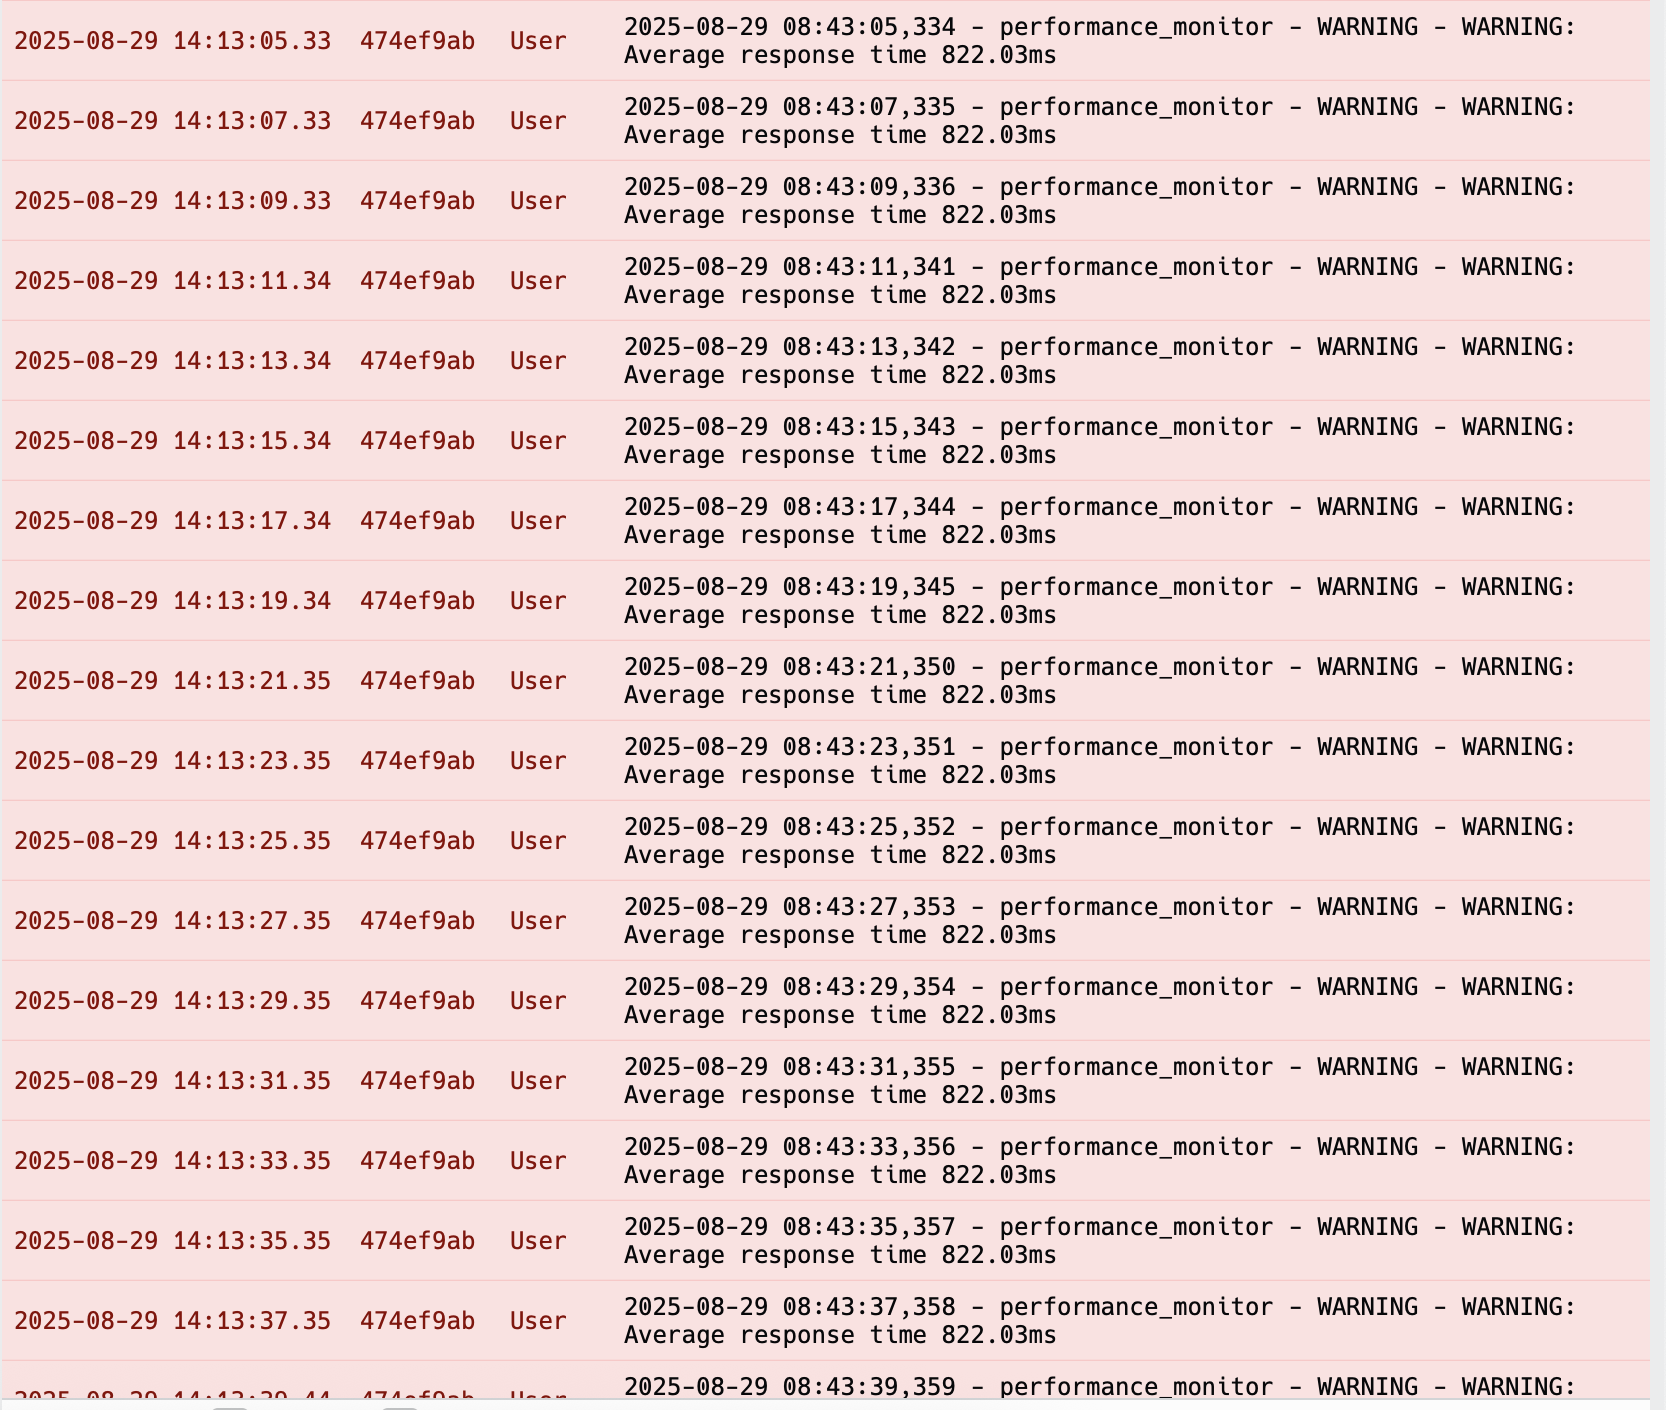 2025-08-29 14:13:05.33 474ef9ab User 2025-08-29 08:43:05,334 - performance_monitor - WARNING - WARNING:
Average response time 822.03ms
2025-08-29 14:13:07.33 474ef9ab User 2025-08-29 08:43:07,335 - performance_monitor - WARNING - WARNING:
Average response time 822.03ms
2025-08-29 14:13:09.33 474ef9ab User 2025-08-29 08:43:09,336 - performance_monitor - WARNING - WARNING:
Average response time 822.03ms
2025-08-29 14:13:11.34 474ef9ab User 2025-08-29 08:43:11,341 - performance_monitor - WARNING - WARNING:
Average response time 822.03ms
2025-08-29 14:13:13.34 474ef9ab User 2025-08-29 08:43:13,342 - performance_monitor - WARNING - WARNING:
Average response time 822.03ms
2025-08-29 14:13:15.34 474ef9ab User 2025-08-29 08:43:15,343 - performance_monitor - WARNING - WARNING:
Average response time 822.03ms
2025-08-29 14:13:17.34 474ef9ab User 2025-08-29 08:43:17,344 - performance_monitor - WARNING - WARNING:
Average response time 822.03ms
2025-08-29 14:13:19.34 474ef9ab User 2025-08-29 08:43:19,345 - performance_monitor - WARNING - WARNING:
Average response time 822.03ms
2025-08-29 14:13:21.35 474ef9ab User 2025-08-29 08:43:21,350 - performance_monitor - WARNING - WARNING:
Average response time 822.03ms
2025-08-29 14:13:23.35 474ef9ab User 2025-08-29 08:43:23,351 - performance_monitor - WARNING - WARNING:
Average response time 822.03ms
2025-08-29 14:13:25.35 474ef9ab User 2025-08-29 08:43:25,352 - performance_monitor - WARNING - WARNING:
Average response time 822.03ms
2025-08-29 14:13:27.35 474ef9ab User 2025-08-29 08:43:27,353 - performance_monitor - WARNING - WARNING:
Average response time 822.03ms
2025-08-29 14:13:29.35 474ef9ab User 2025-08-29 08:43:29,354 - performance_monitor - WARNING - WARNING:
Average response time 822.03ms
2025-08-29 14:13:31.35 474ef9ab User 2025-08-29 08:43:31,355 - performance_monitor - WARNING - WARNING:
Average response time 822.03ms
2025-08-29 14:13:33.35 474ef9ab User 2025-08-29 08:43:33,356 - performance_monitor - WARNING - WARNING:
Average response time 822.03ms
2025-08-29 14:13:35.35 474ef9ab User 2025-08-29 08:43:35,357 - performance_monitor - WARNING - WARNING:
Average response time 822.03ms
2025-08-29 14:13:37.35 474ef9ab User 2025-08-29 08:43:37,358 - performance_monitor - WARNING - WARNING:
Average response time 822.03ms
2025-08-29 08:43:39,359 - performance_monitor - WARNING - WARNING: